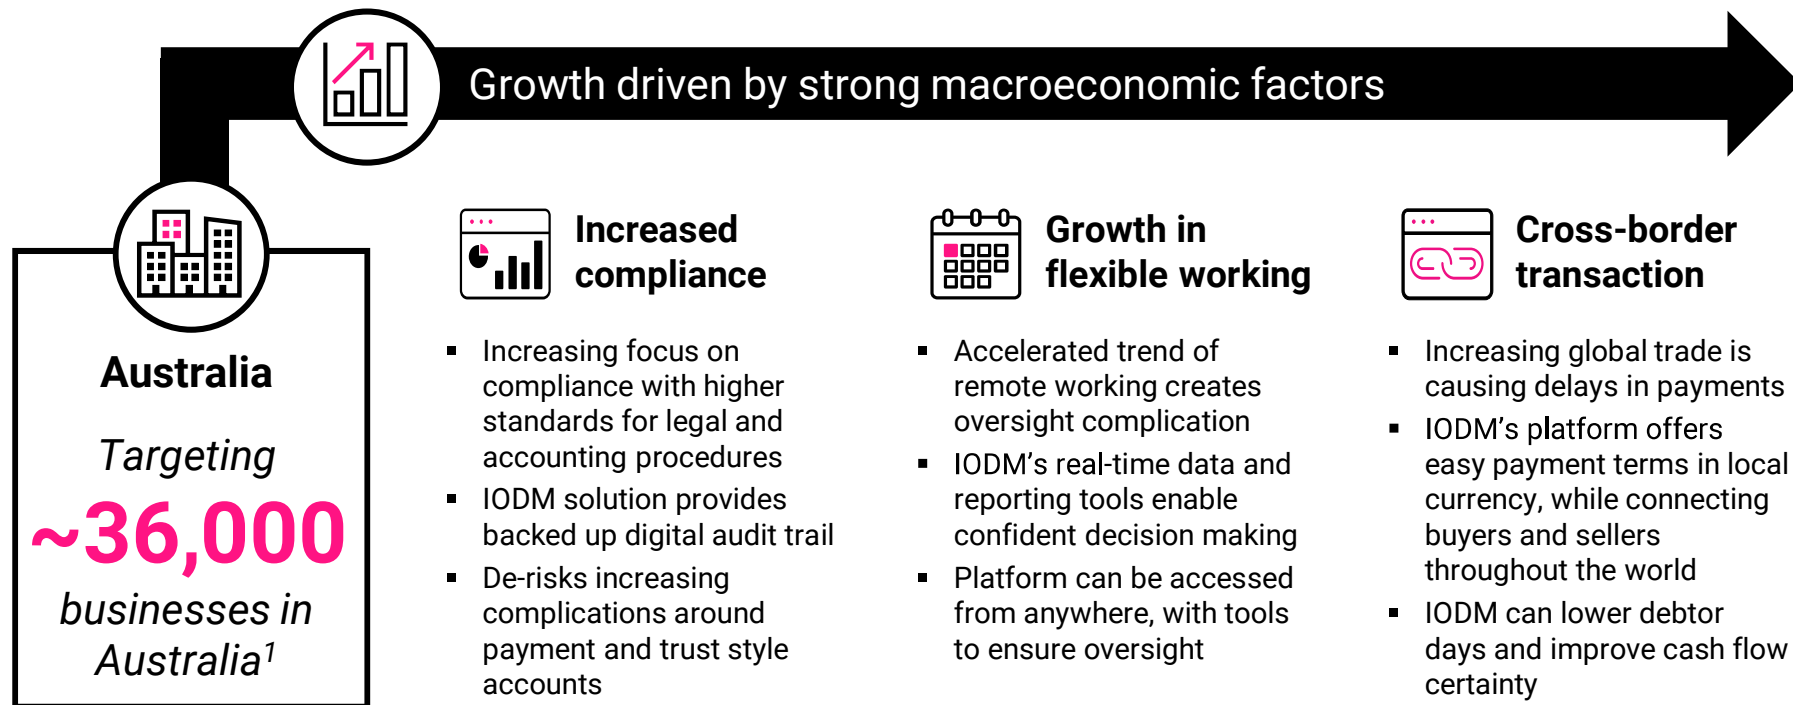 Growth driven by strong macroeconomic factors
Australia
Targeting
~36,000
businesses in
Australia¹
Increased
compliance
▪ Increasing focus on
compliance with higher
standards for legal and
accounting procedures
▪ IODM solution provides
backed up digital audit trail
▪ De-risks increasing
complications around
payment and trust style
accounts
Growth in
flexible working
▪ Accelerated trend of
remote working creates
oversight complication
▪ IODM’s real-time data and
reporting tools enable
confident decision making
▪ Platform can be accessed
from anywhere, with tools
to ensure oversight
Cross-border
transaction
▪ Increasing global trade is
causing delays in payments
▪ IODM’s platform offers
easy payment terms in local
currency, while connecting
buyers and sellers
throughout the world
▪ IODM can lower debtor
days and improve cash flow
certainty